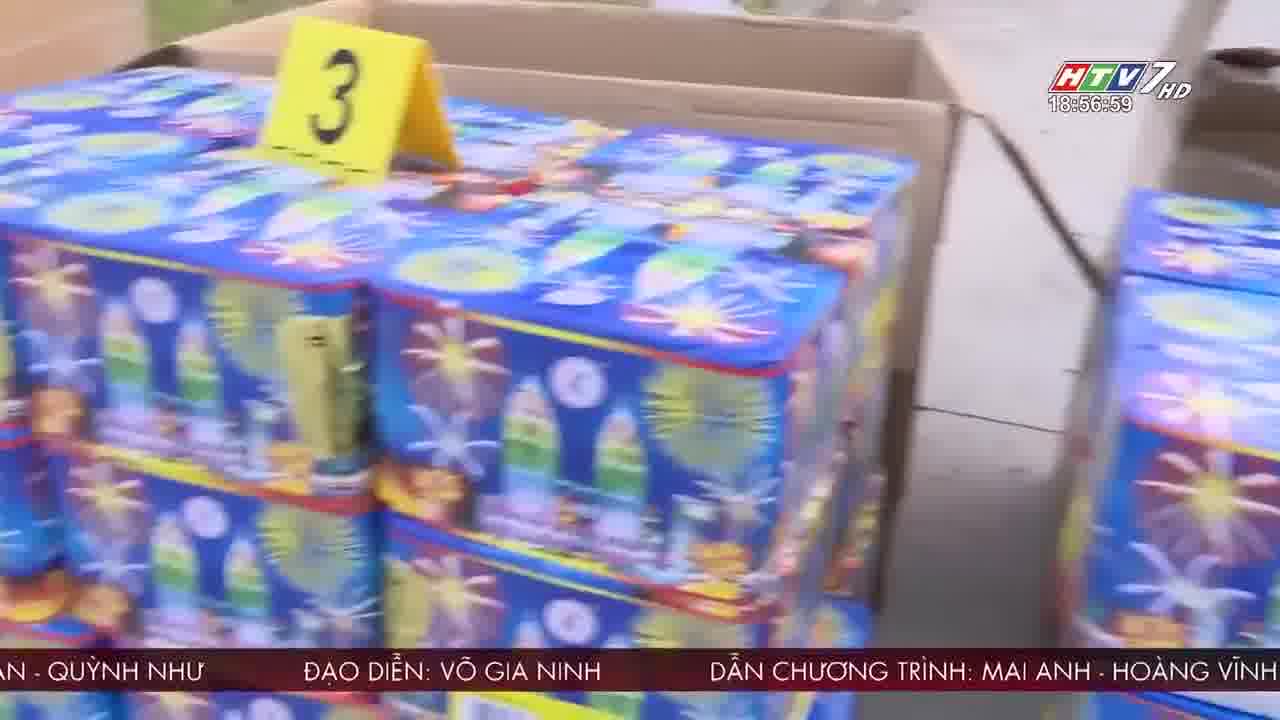 3
HTV7 HD
18:56:59
- QUỲNH NHƯ ĐẠO DIỄN: VÕ GIA NINH DẪN CHƯƠNG TRÌNH: MAI ANH - HOÀNG VĨNH